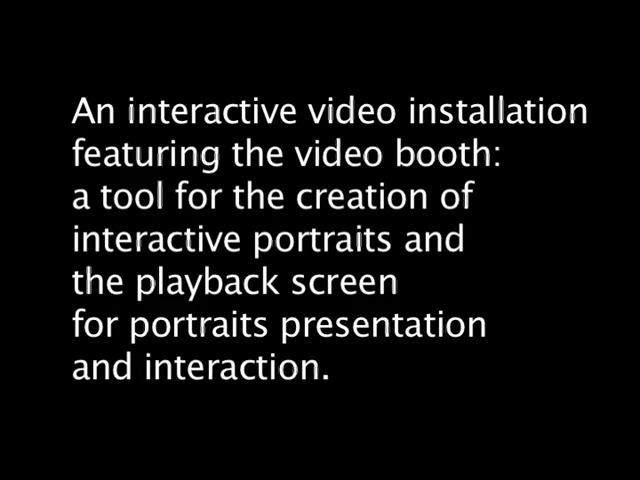 An interactive video installation
featuring the video booth:
a tool for the creation of
interactive portraits and
the playback screen
for portraits presentation
and interaction.